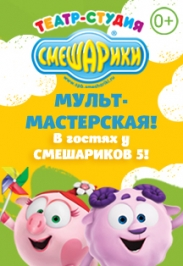 ТЕАТР-СТУДИЯ
0+
СМЕШАРИКИ
МУЛЬТ-
МАСТЕРСКАЯ!
В гостях у
СМЕШАРИКОВ 5!